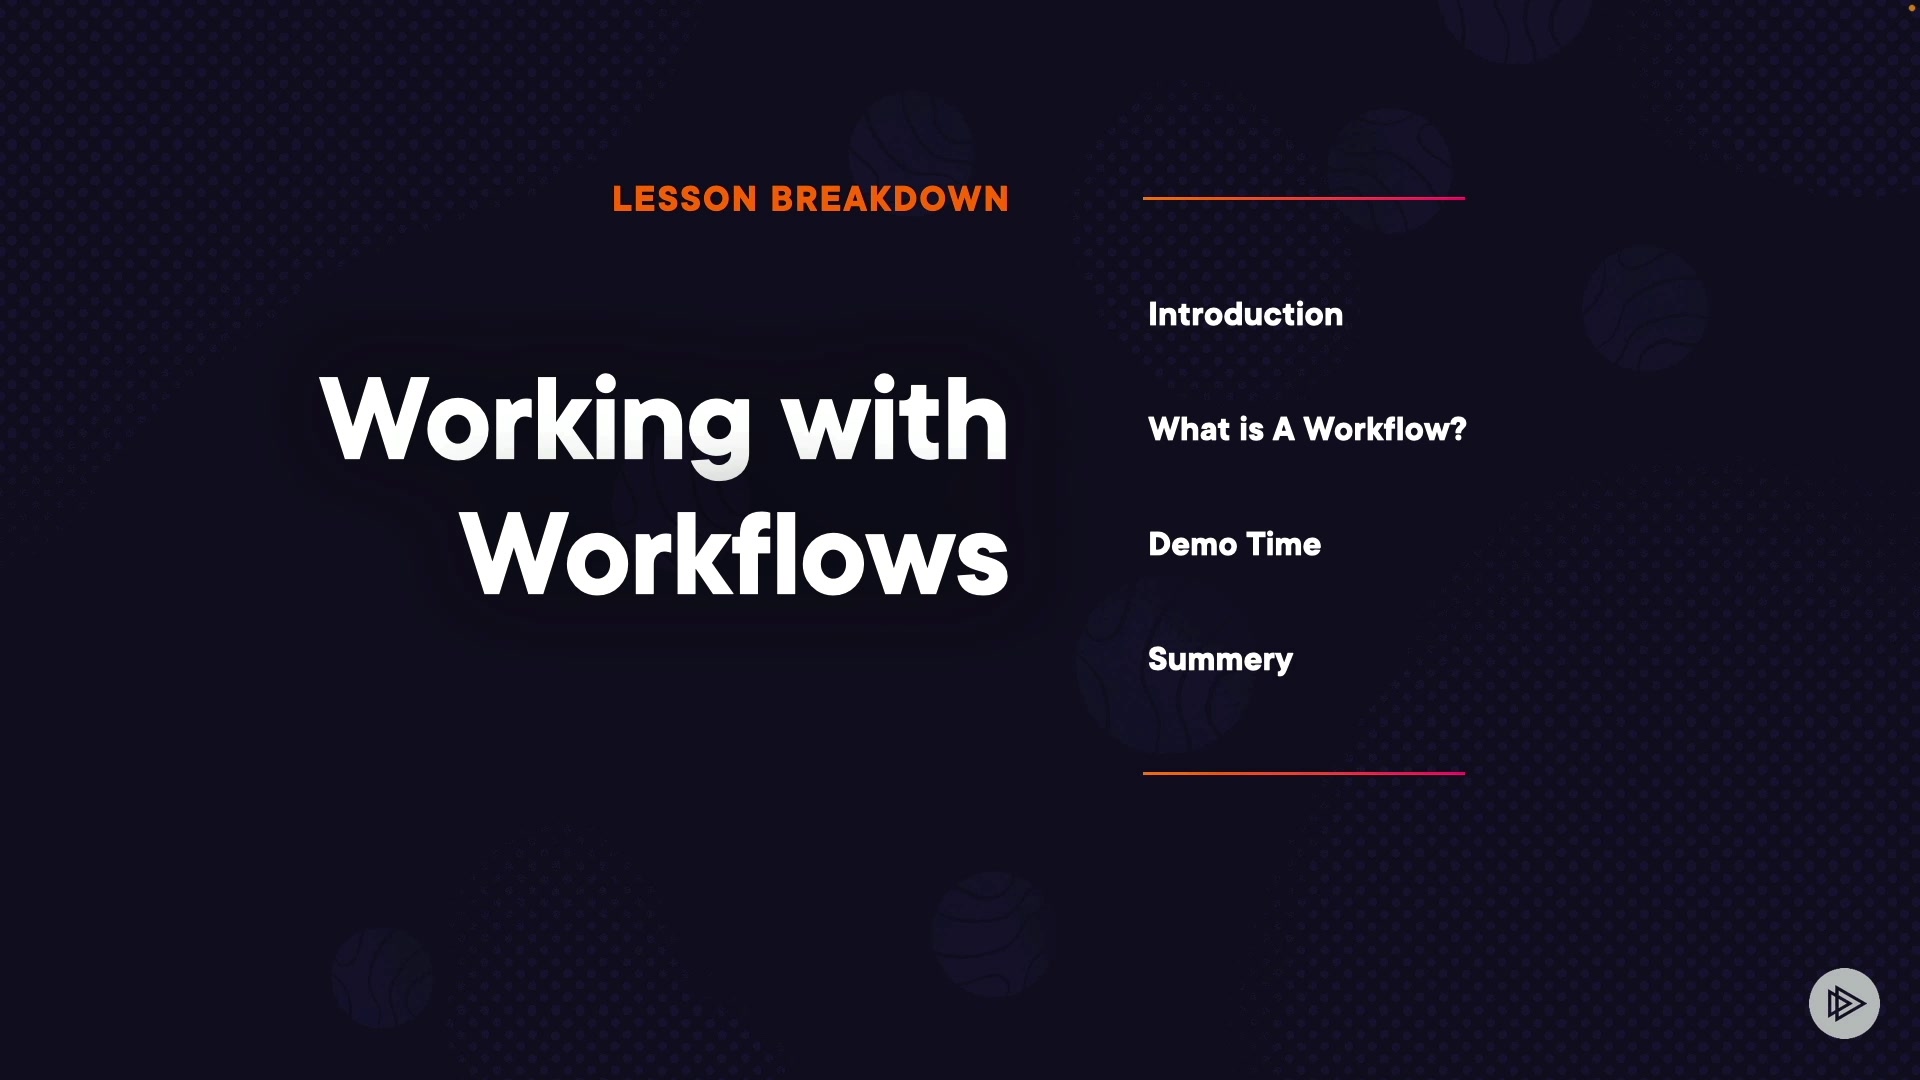 LESSON BREAKDOWN
Working with
Workflows
Introduction
What is A Workflow?
Demo Time
Summery